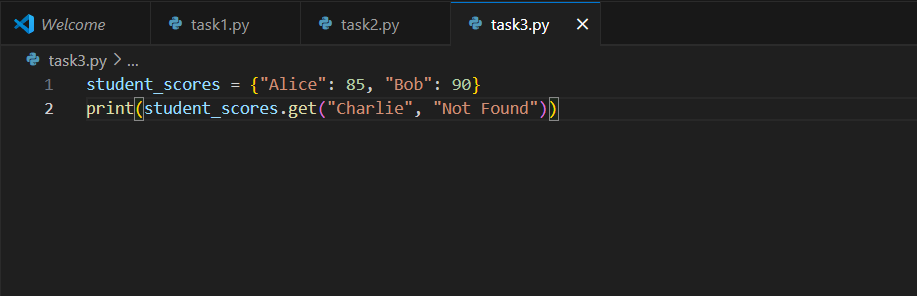 Welcome task1.py task2.py task3.py
task3.py > ...
1 student_scores = {"Alice": 85, "Bob": 90}
2 print(student_scores.get("Charlie", "Not Found"))